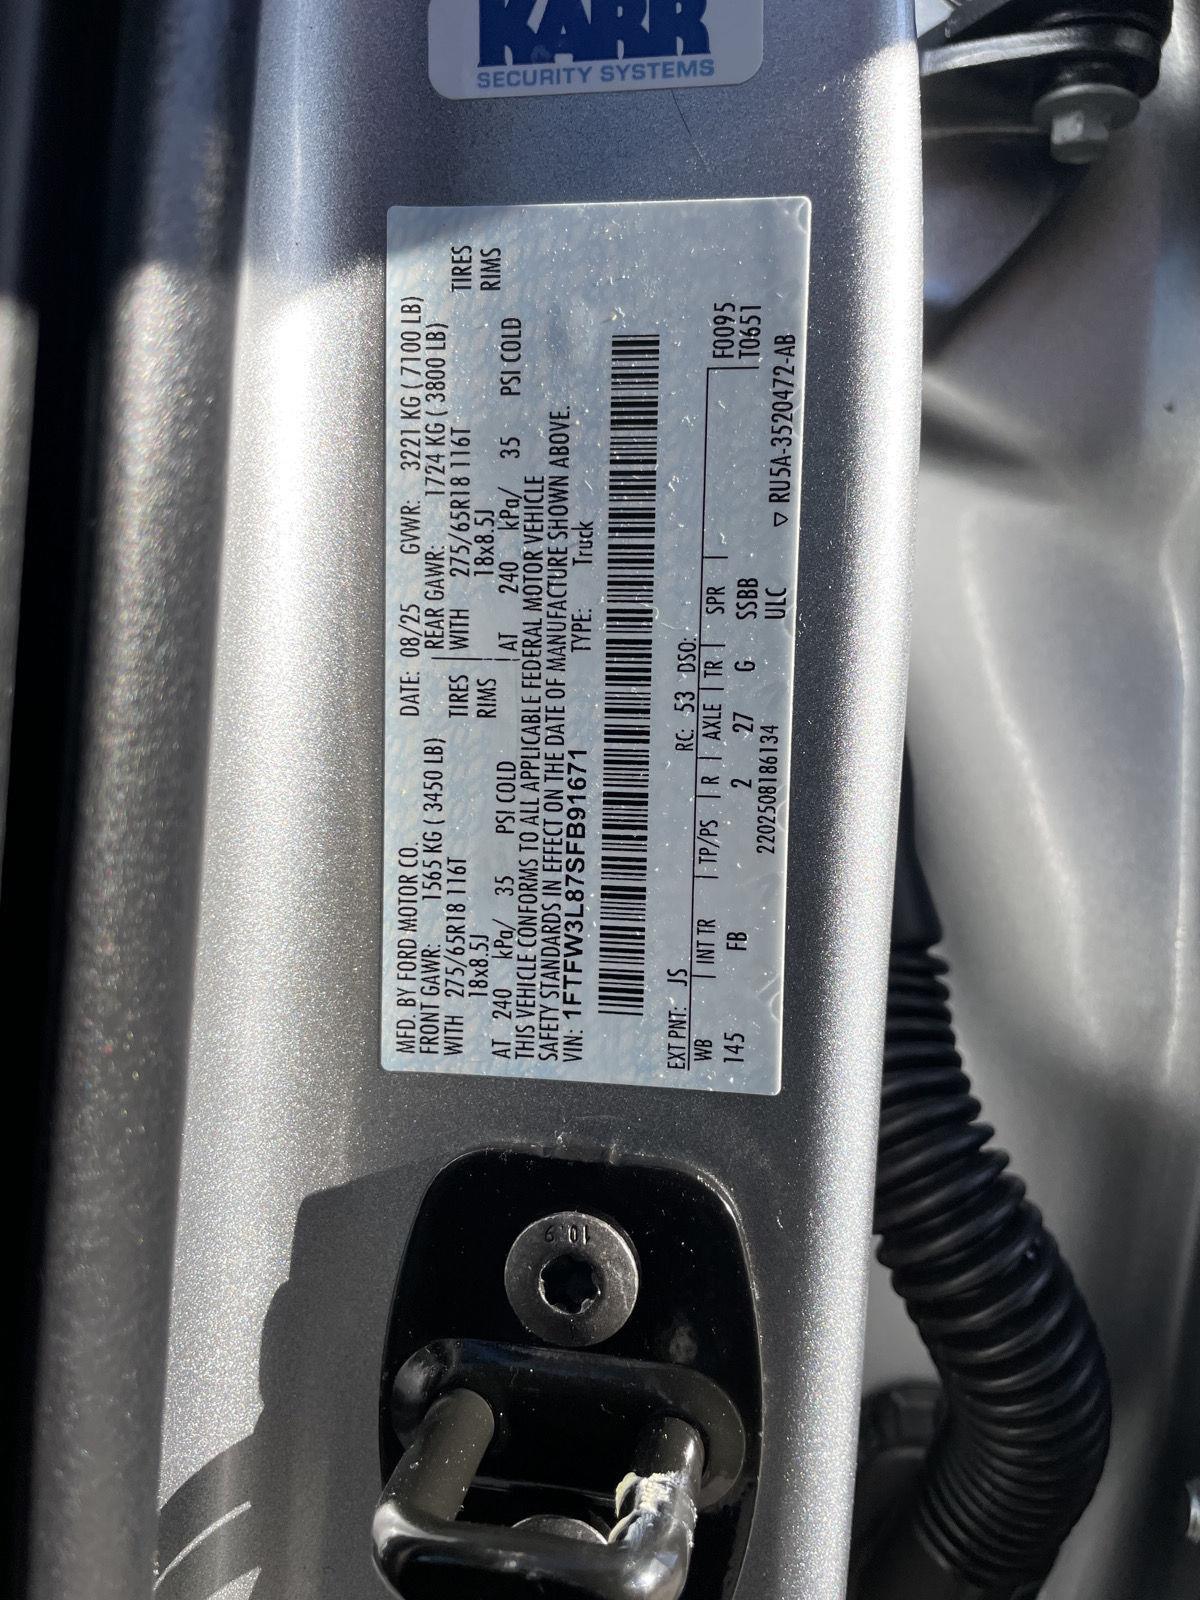 KARR
SECURITY SYSTEMS
MFD. BY FORD MOTOR CO.
DATE: 08/25 GVWR: 3221 KG ( 7100 LB)
FRONT GAWR: 1565 KG ( 3450 LB)
REAR GAWR: 1724 KG ( 3800 LB)
WITH 275/65R18 116T TIRES
WITH 275/65R18 116T TIRES
18x8.5J RIMS
18x8.5J RIMS
AT 240 kPa/ 35 PSI COLD
AT 240 kPa/ 35 PSI COLD
THIS VEHICLE CONFORMS TO ALL APPLICABLE FEDERAL MOTOR VEHICLE
SAFETY STANDARDS IN EFFECT ON THE DATE OF MANUFACTURE SHOWN ABOVE.
VIN: 1FTFW3L87SFB91671 TYPE: Truck
EXT PNT: JS RC: 53 DSO:
WB INT TR TP/PS R AXLE TR SPR F0095
145 FB 2 27 G SSBB T0651
220250818613​4 ULC ▽ RU5A-3520472-AB
10.9